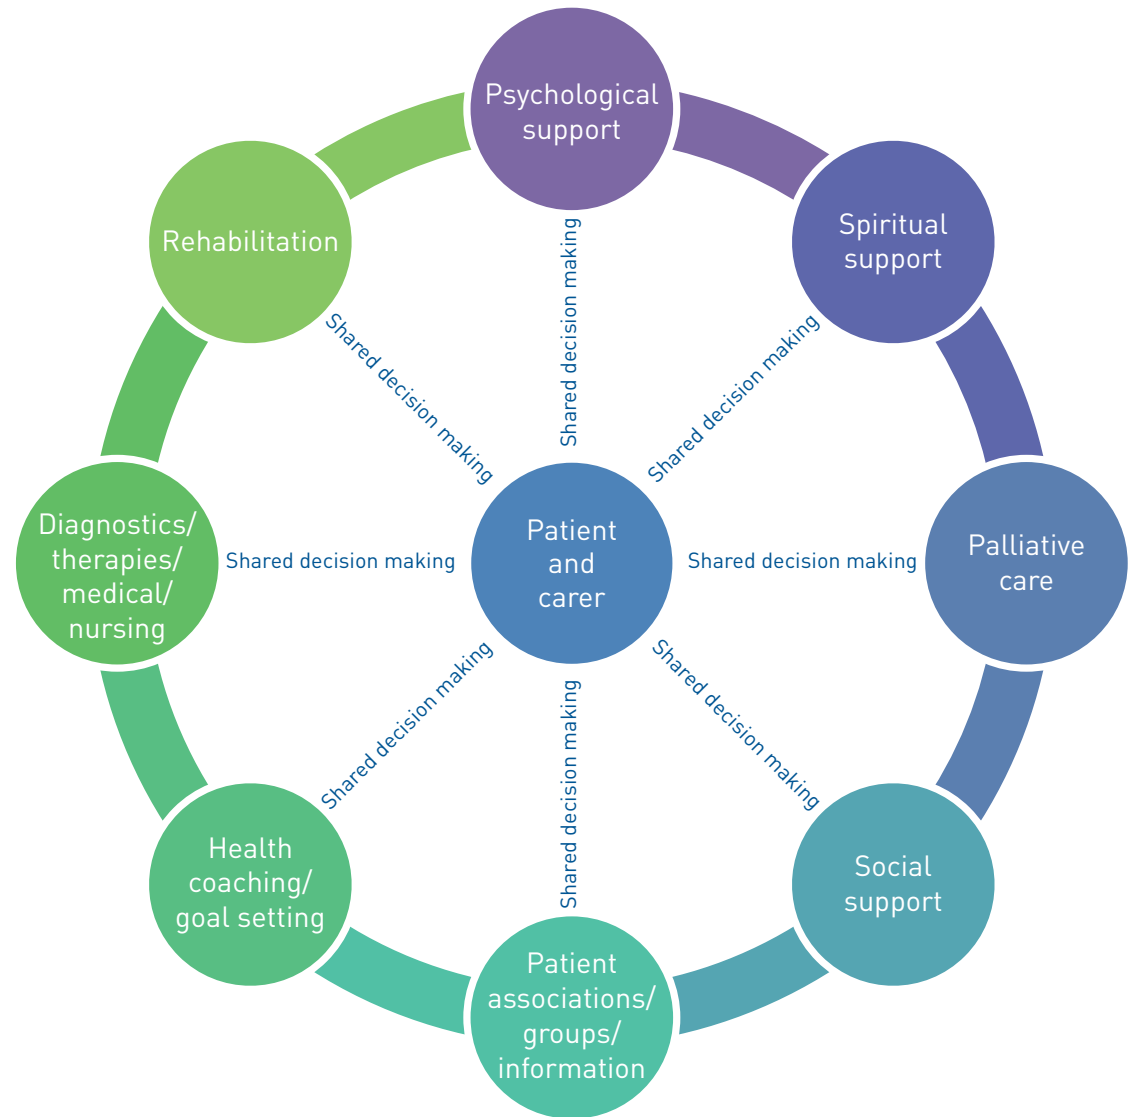 Psychological
support
Spiritual
support
Rehabilitation
Shared decision making
Shared decision making
Shared decision making
Diagnostics/
therapies/
medical/
nursing
Shared decision making
Patient
and
carer
Shared decision making
Palliative
care
Shared decision making
Shared decision making
Shared decision making
Health
coaching/
goal setting
Social
support
Patient
associations/
groups/
information